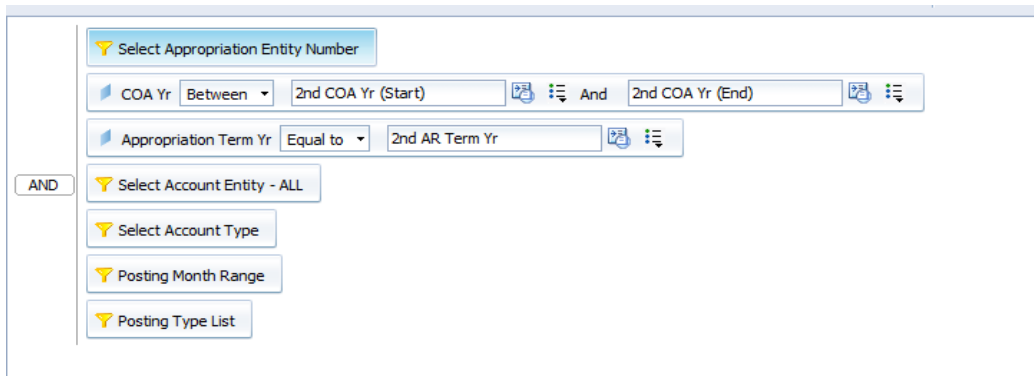 Select Appropriation Entity Number
COA Yr Between 2nd COA Yr (Start) And 2nd COA Yr (End)
Appropriation Term Yr Equal to 2nd AR Term Yr
AND Select Account Entity - ALL
Select Account Type
Posting Month Range
Posting Type List